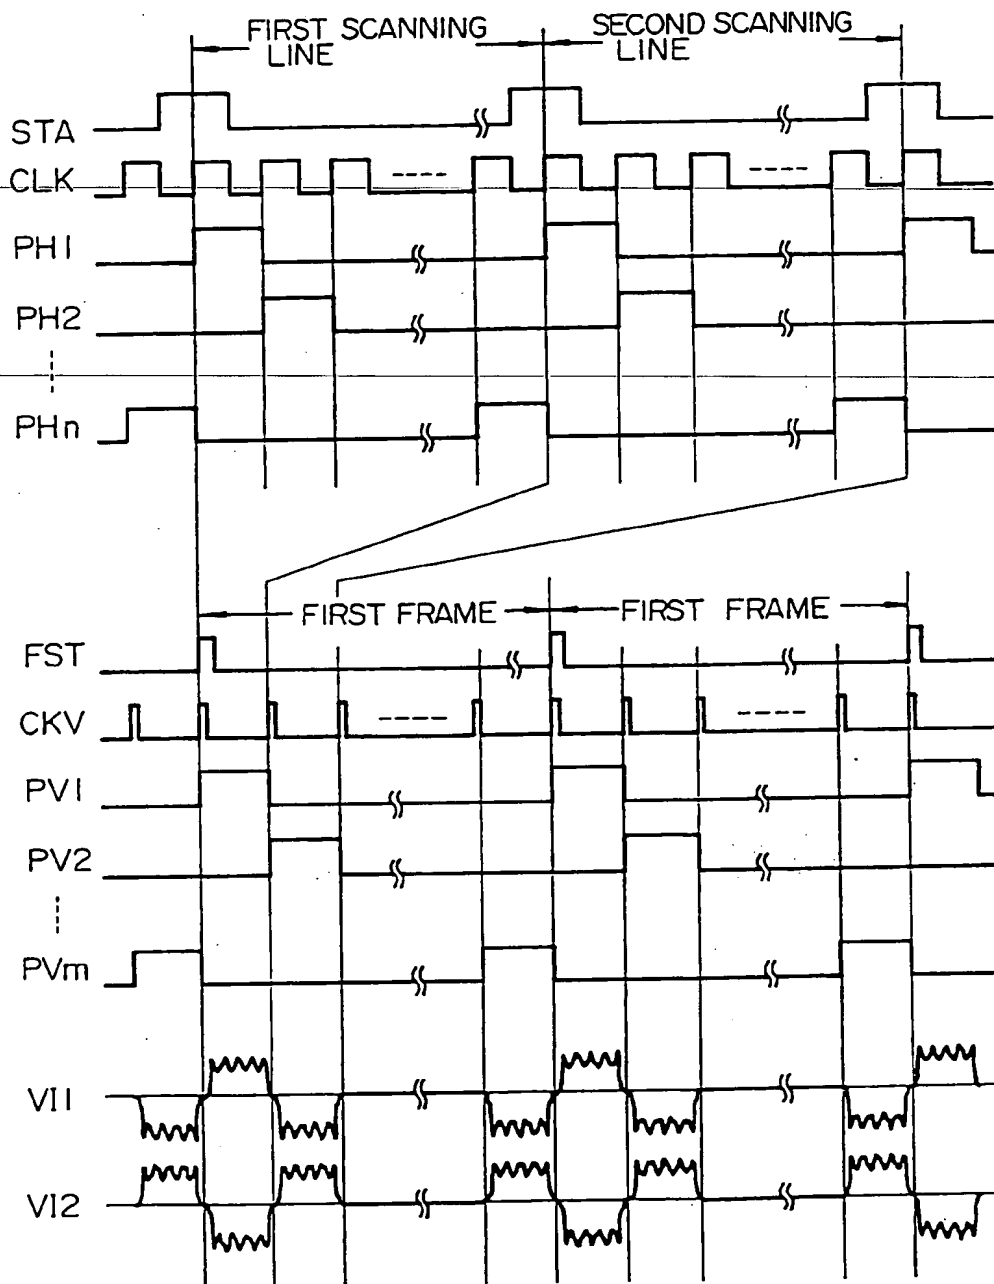 FIRST SCANNING
LINE
SECOND SCANNING
LINE
STA
CLK
PH1
PH2
PHn
FIRST FRAME
FIRST FRAME
FST
CKV
PV1
PV2
PVm
VI1
VI2